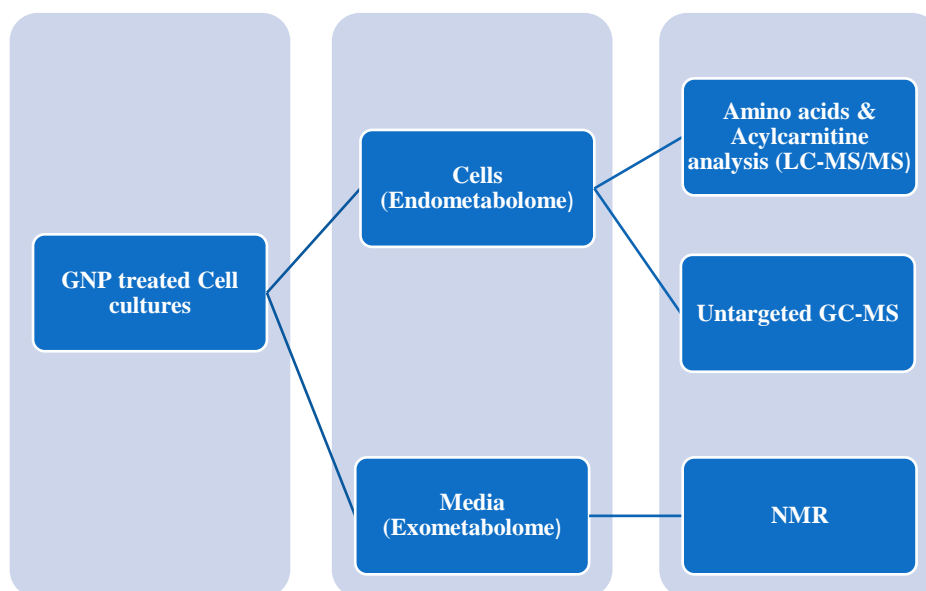 GNP treated Cell
cultures
Cells
(Endometabolome)
Media
(Exometabolome)
Amino acids &
Acylcarnitine
analysis (LC-MS/MS)
Untargeted GC-MS
NMR